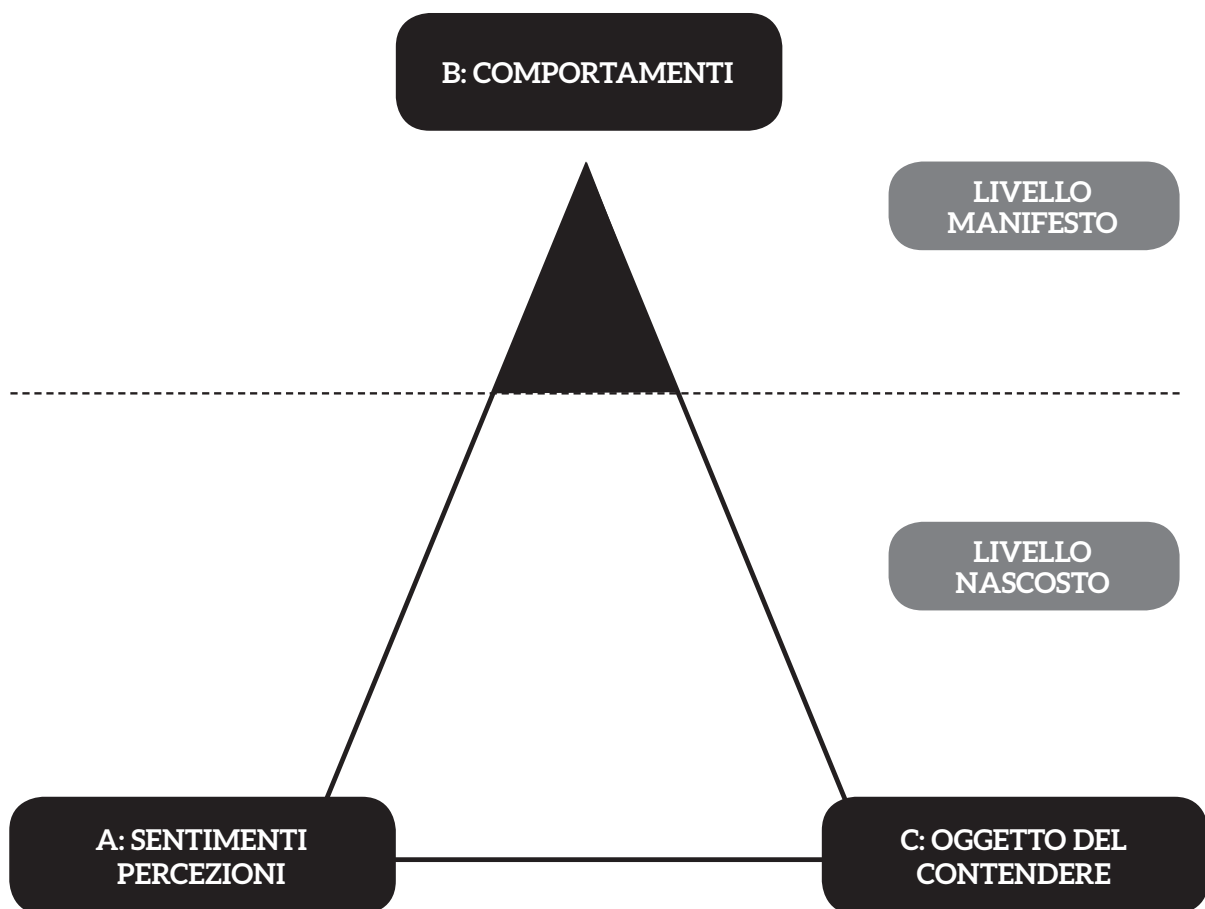 B: COMPORTAMENTI
LIVELLO
MANIFESTO
LIVELLO
NASCOSTO
A: SENTIMENTI
PERCEZIONI
C: OGGETTO DEL
CONTENDERE